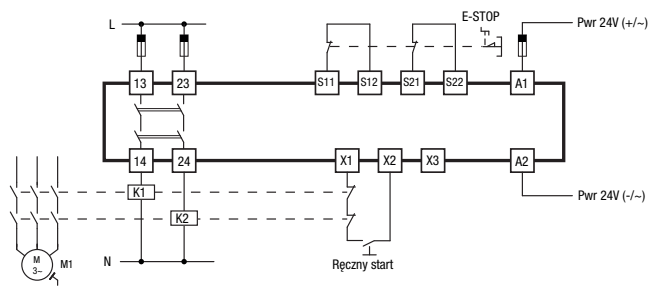 L
E-STOP
Pwr 24V (+/~)
13
23
S11
S12
S21
S22
A1
14
24
X1
X2
X3
A2
K1
Pwr 24V (-/~)
K2
M
3~
M1
N
Ręczny start